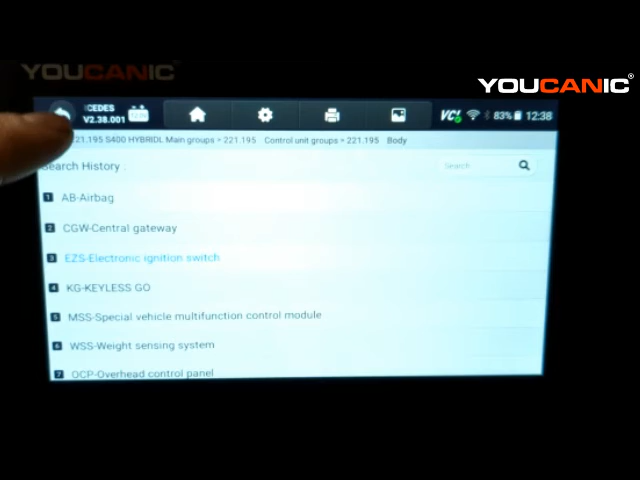 YOUCANIC
YOUCANIC®
CEDES
V2.38.001
VCI 83% 12:38
221.195 S400 HYBRIDL Main groups > 221.195 Control unit groups > 221.195 Body
Search History
Search
1 AB-Airbag
2 CGW-Central gateway
3 EZS-Electronic ignition switch
4 KG-KEYLESS GO
5 MSS-Special vehicle multifunction control module
6 WSS-Weight sensing system
7 OCP-Overhead control panel